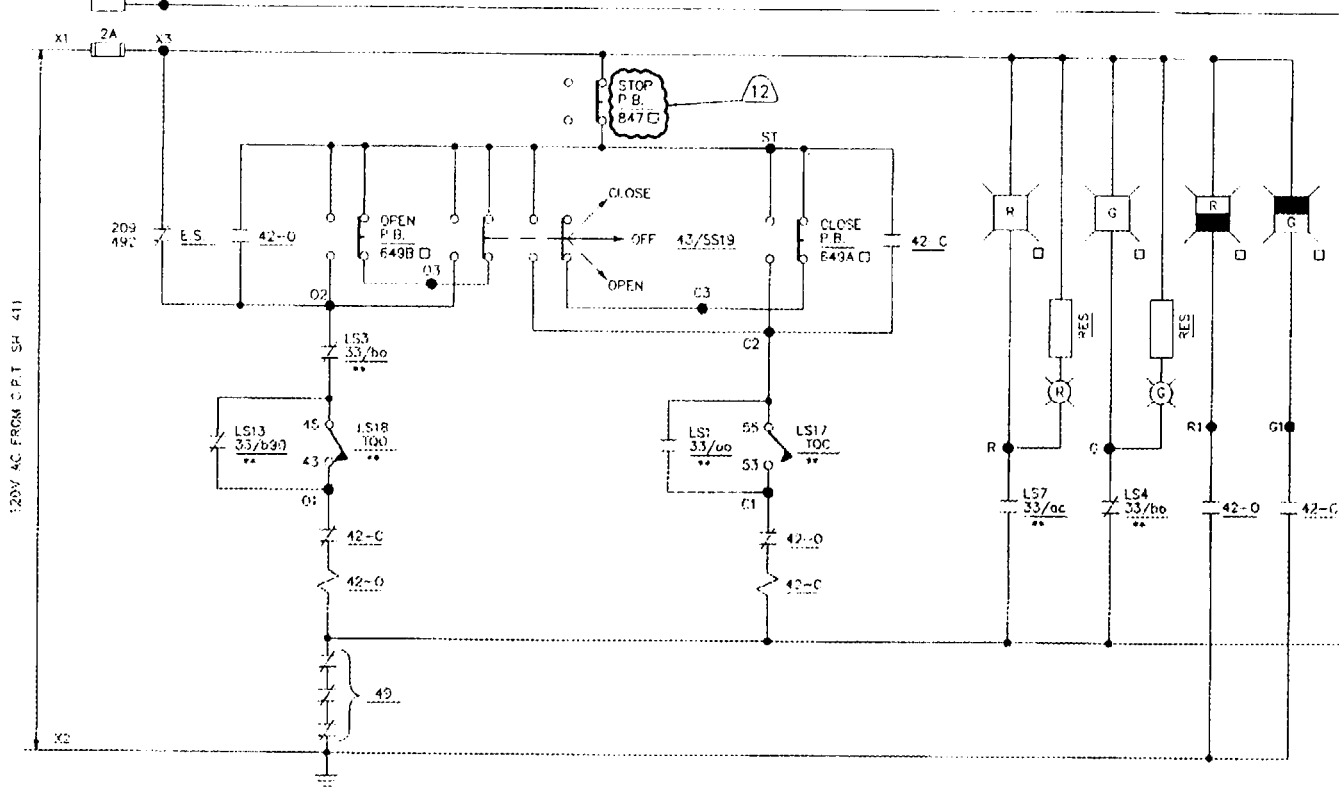 X1
2A
X3
STOP
P.B.
847
12
ST
209
492
E.S.
42-O
OPEN
P.B.
649B
O3
CLOSE
OFF
OPEN
43/SS19
C3
CLOSE
P.B.
649A
42-C
O2
C2
R
G
R
G
RES
RES
R
G
120V AC FROM C.P.T SH 411
LS3
33/bo
**
LS13
33/b90
**
45
43
LS18
TOO
**
O1
LS1
33/ao
**
55
53
LS17
TOC
**
C1
R
G
R1
G1
LS7
33/ac
**
LS4
33/bo
**
42-O
42-C
42-C
42-O
42-O
42-C
49
X2